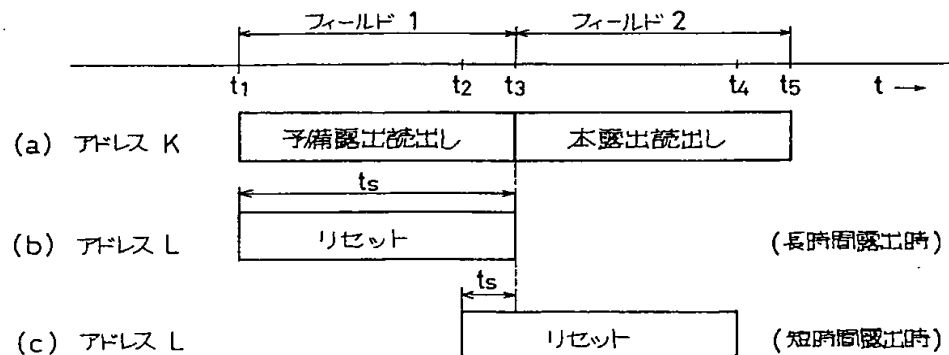 フィールド 1 フィールド 2
t1 t2 t3 t4 t5 t →
(a) アドレス K 予備露出読出し 本露出読出し
ts
(b) アドレス L リセット (長時間露出時)
ts
(c) アドレス L リセット (短時間露出時)